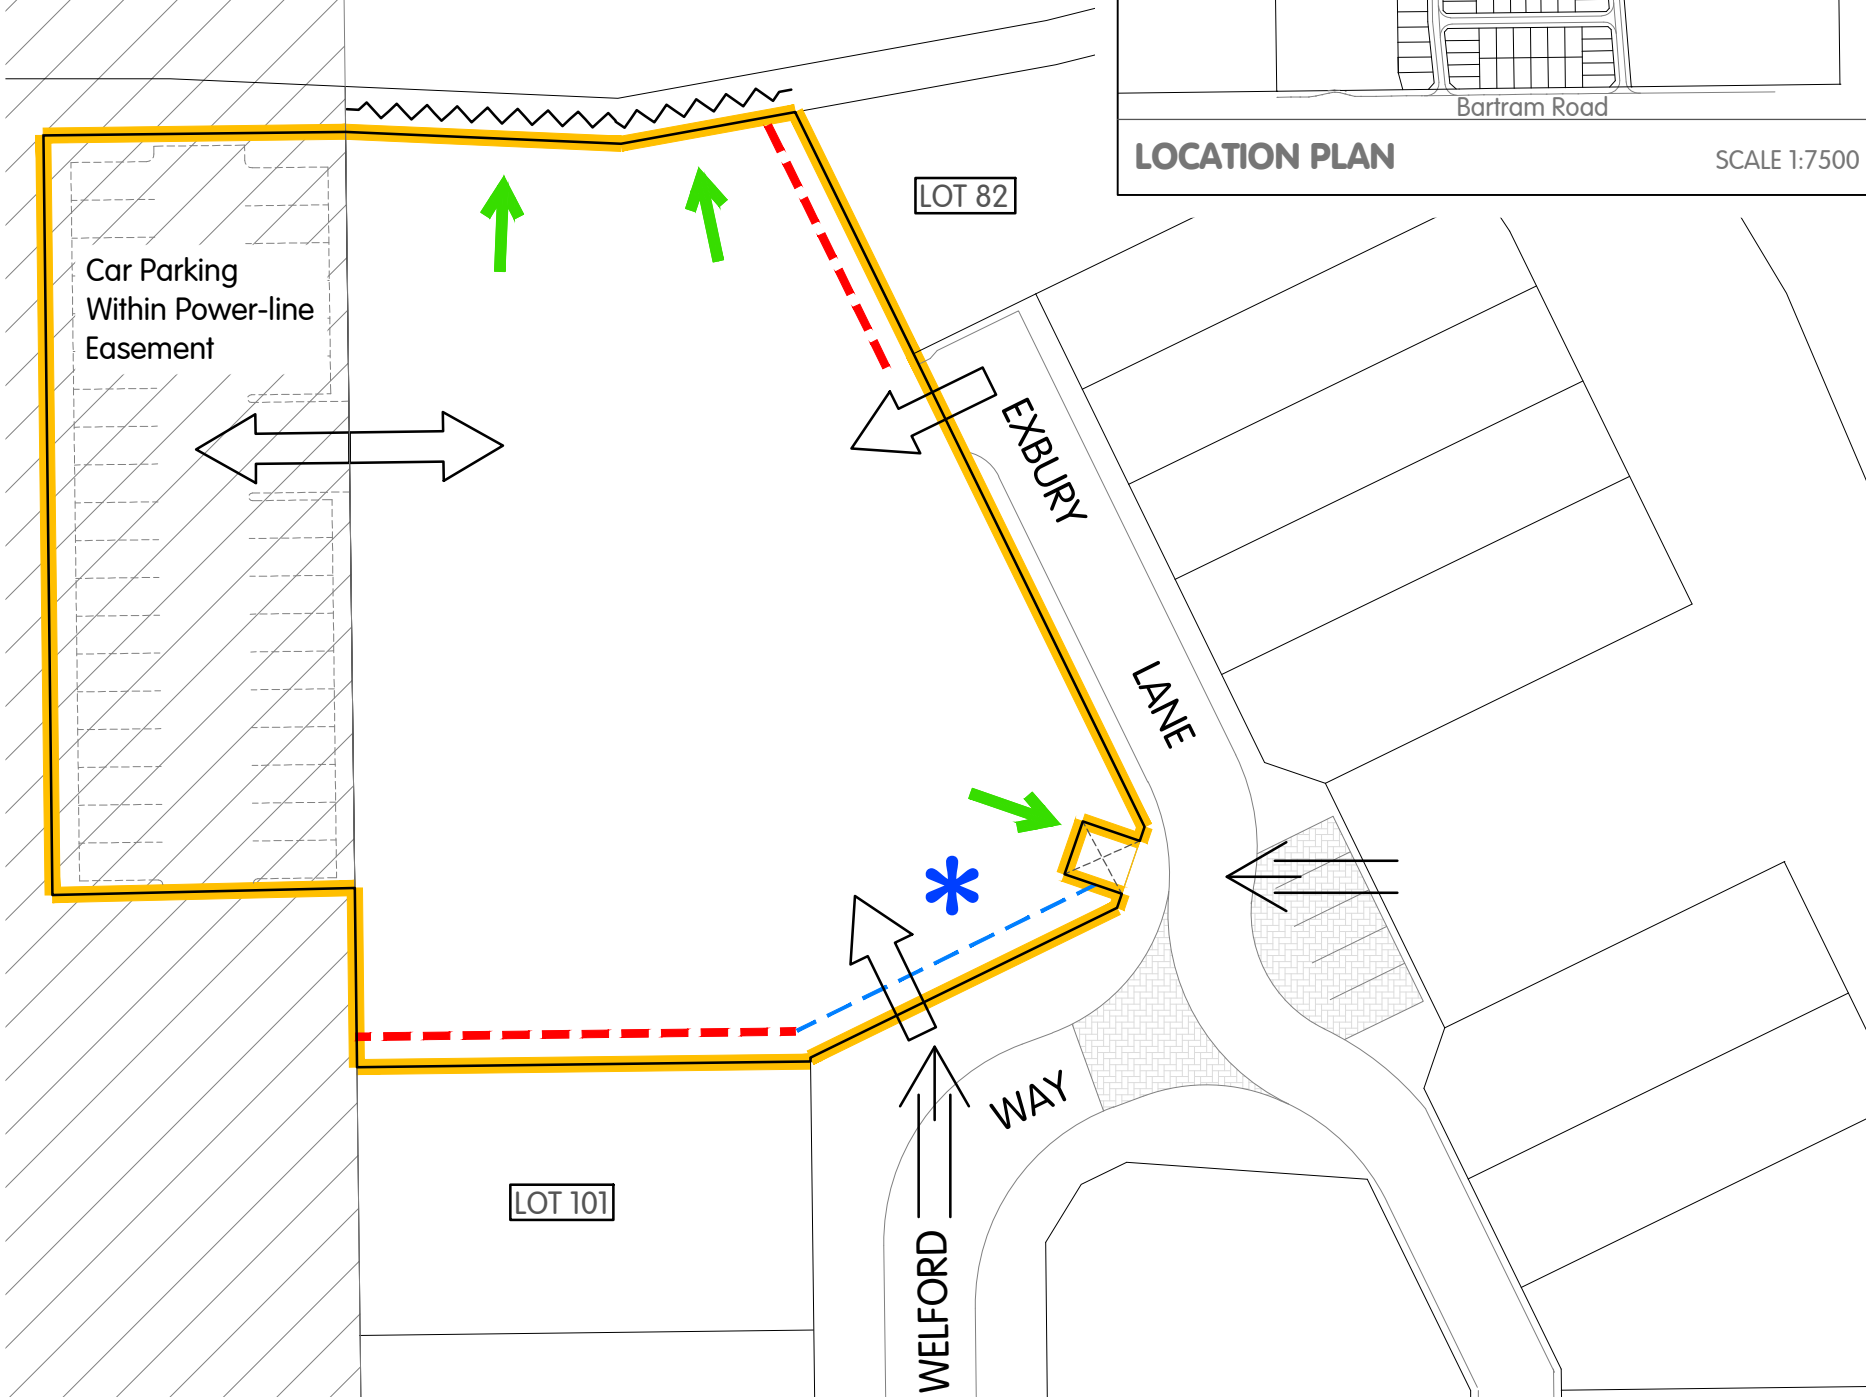 Bartram Road
LOCATION PLAN
SCALE 1:7500
LOT 82
Car Parking
Within Power-line
Easement
EXBURY
LANE
WAY
LOT 101
WELFORD